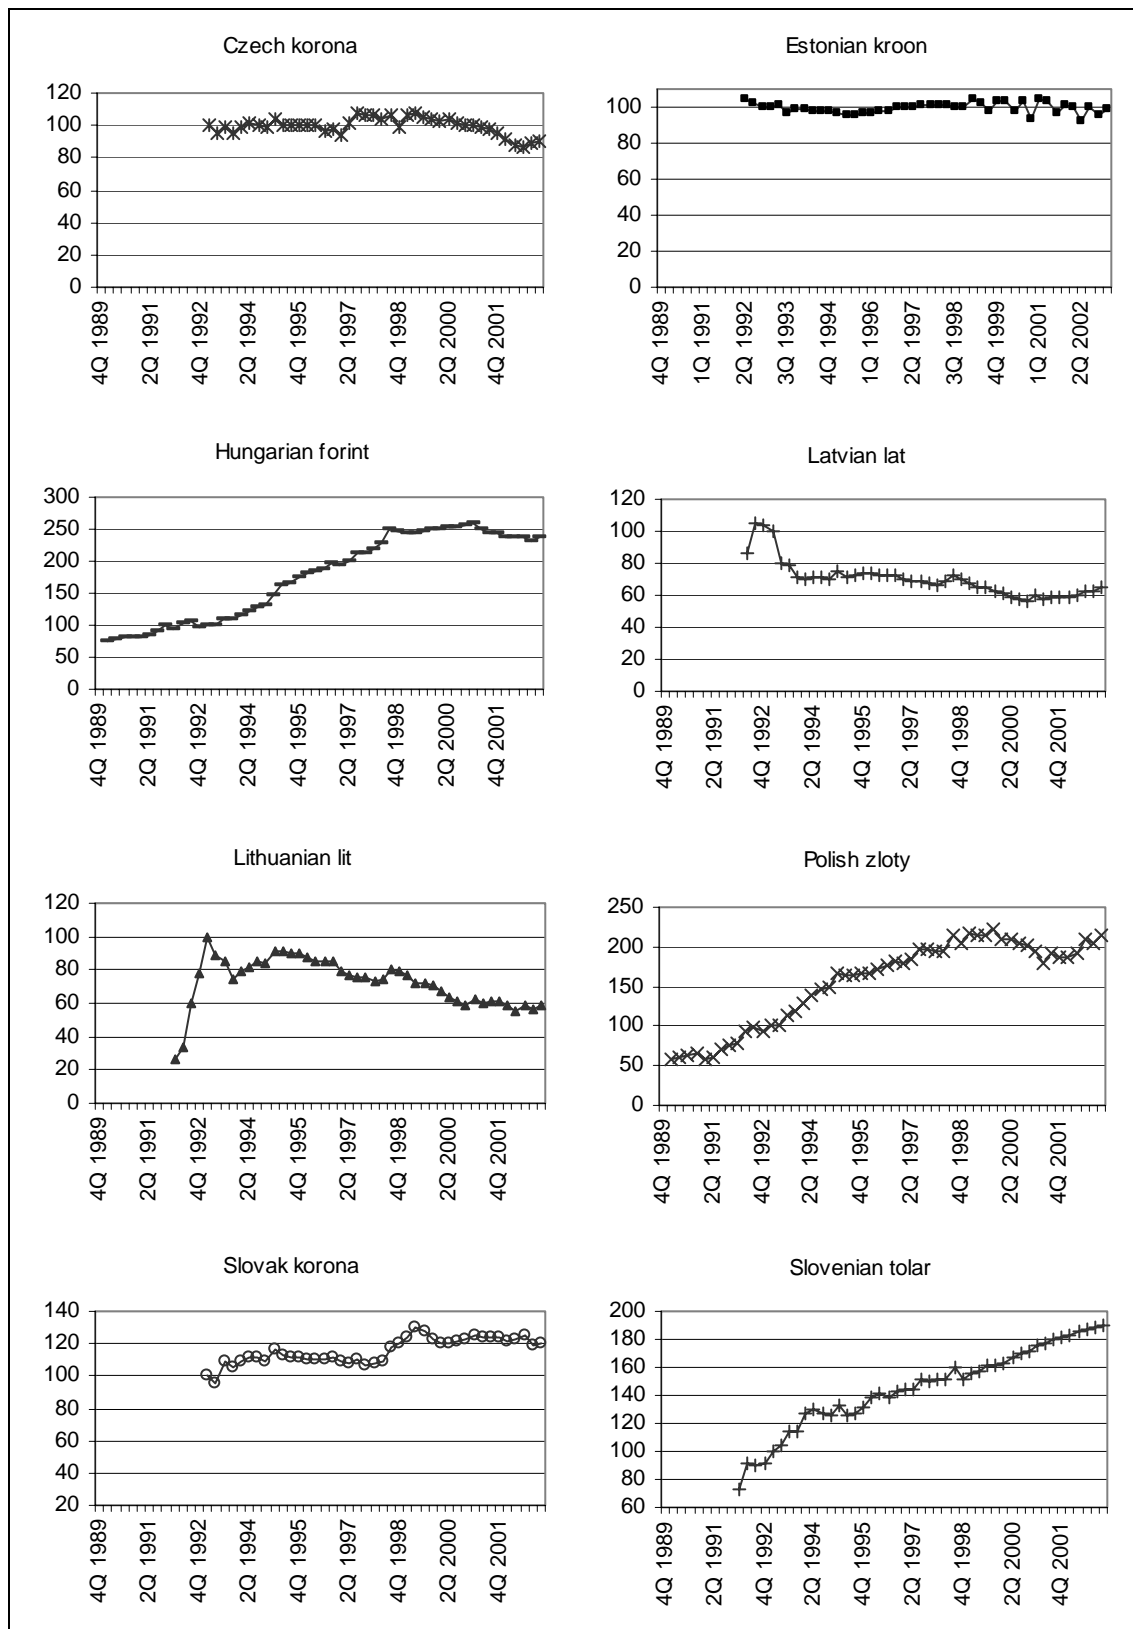 Czech korona
120
100
80
60
40
20
0
4Q 1989
2Q 1991
4Q 1992
2Q 1994
4Q 1995
2Q 1997
4Q 1998
2Q 2000
4Q 2001
Estonian kroon
100
80
60
40
20
0
4Q 1989
1Q 1991
2Q 1992
3Q 1993
4Q 1994
1Q 1996
2Q 1997
3Q 1998
4Q 1999
1Q 2001
2Q 2002
Hungarian forint
300
250
200
150
100
50
0
4Q 1989
2Q 1991
4Q 1992
2Q 1994
4Q 1995
2Q 1997
4Q 1998
2Q 2000
4Q 2001
Latvian lat
120
100
80
60
40
20
0
4Q 1989
2Q 1991
4Q 1992
2Q 1994
4Q 1995
2Q 1997
4Q 1998
2Q 2000
4Q 2001
Lithuanian lit
120
100
80
60
40
20
0
4Q 1989
2Q 1991
4Q 1992
2Q 1994
4Q 1995
2Q 1997
4Q 1998
2Q 2000
4Q 2001
Polish zloty
250
200
150
100
50
0
4Q 1989
2Q 1991
4Q 1992
2Q 1994
4Q 1995
2Q 1997
4Q 1998
2Q 2000
4Q 2001
Slovak korona
140
120
100
80
60
40
20
4Q 1989
2Q 1991
4Q 1992
2Q 1994
4Q 1995
2Q 1997
4Q 1998
2Q 2000
4Q 2001
Slovenian tolar
200
180
160
140
120
100
80
60
4Q 1989
2Q 1991
4Q 1992
2Q 1994
4Q 1995
2Q 1997
4Q 1998
2Q 2000
4Q 2001